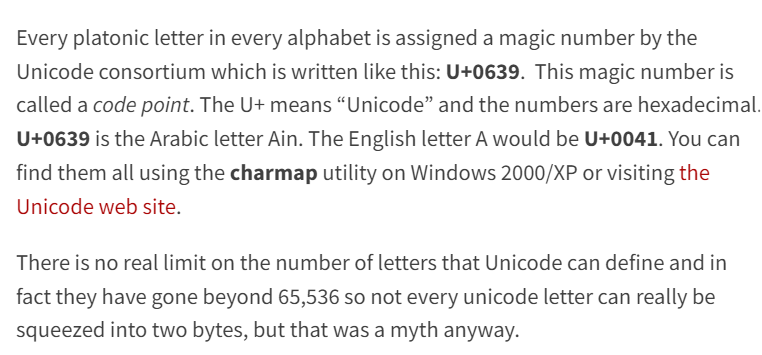 Every platonic letter in every alphabet is assigned a magic number by the
Unicode consortium which is written like this: U+0639.  This magic number is
called a code point. The U+ means “Unicode” and the numbers are hexadecimal.
U+0639 is the Arabic letter Ain. The English letter A would be U+0041. You can
find them all using the charmap utility on Windows 2000/XP or visiting the
Unicode web site.
There is no real limit on the number of letters that Unicode can define and in
fact they have gone beyond 65,536 so not every unicode letter can really be
squeezed into two bytes, but that was a myth anyway.